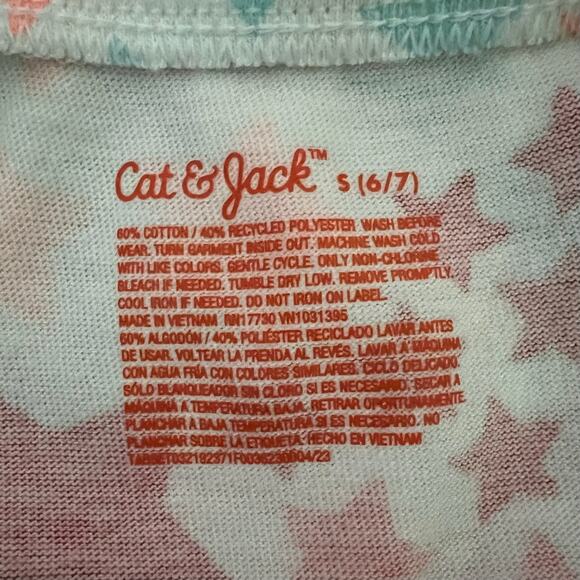 Cat & Jack™ S (6/7)
60% COTTON / 40% RECYCLED POLYESTER WASH BEFORE
WEAR. TURN GARMENT INSIDE OUT. MACHINE WASH COLD
WITH LIKE COLORS. GENTLE CYCLE. ONLY NON-CHLORINE
BLEACH IF NEEDED. TUMBLE DRY LOW. REMOVE PROMPTLY.
COOL IRON IF NEEDED. DO NOT IRON ON LABEL.
MADE IN VIETNAM RN17730 VN1031395
60% ALGODÓN / 40% POLIÉSTER RECICLADO LAVAR ANTES
DE USAR. VOLTEAR LA PRENDA AL REVÉS. LAVAR A MÁQUINA
CON AGUA FRÍA CON COLORES SIMILARES. CICLO DELICADO.
SÓLO BLANQUEADOR SIN CLORO SI ES NECESARIO. SECAR A
MÁQUINA A TEMPERATURA BAJA. RETIRAR OPORTUNAMENTE.
PLANCHAR A BAJA TEMPERATURA SI ES NECESARIO. NO
PLANCHAR SOBRE LA ETIQUETA. HECHO EN VIETNAM